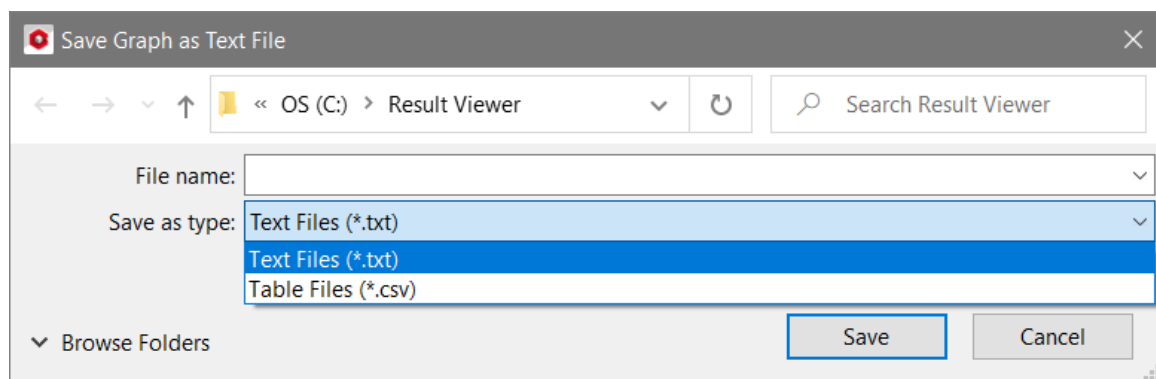 Save Graph as Text File
« OS (C:) > Result Viewer
Search Result Viewer
File name:
Save as type: Text Files (*.txt)
Text Files (*.txt)
Table Files (*.csv)
Browse Folders
Save
Cancel